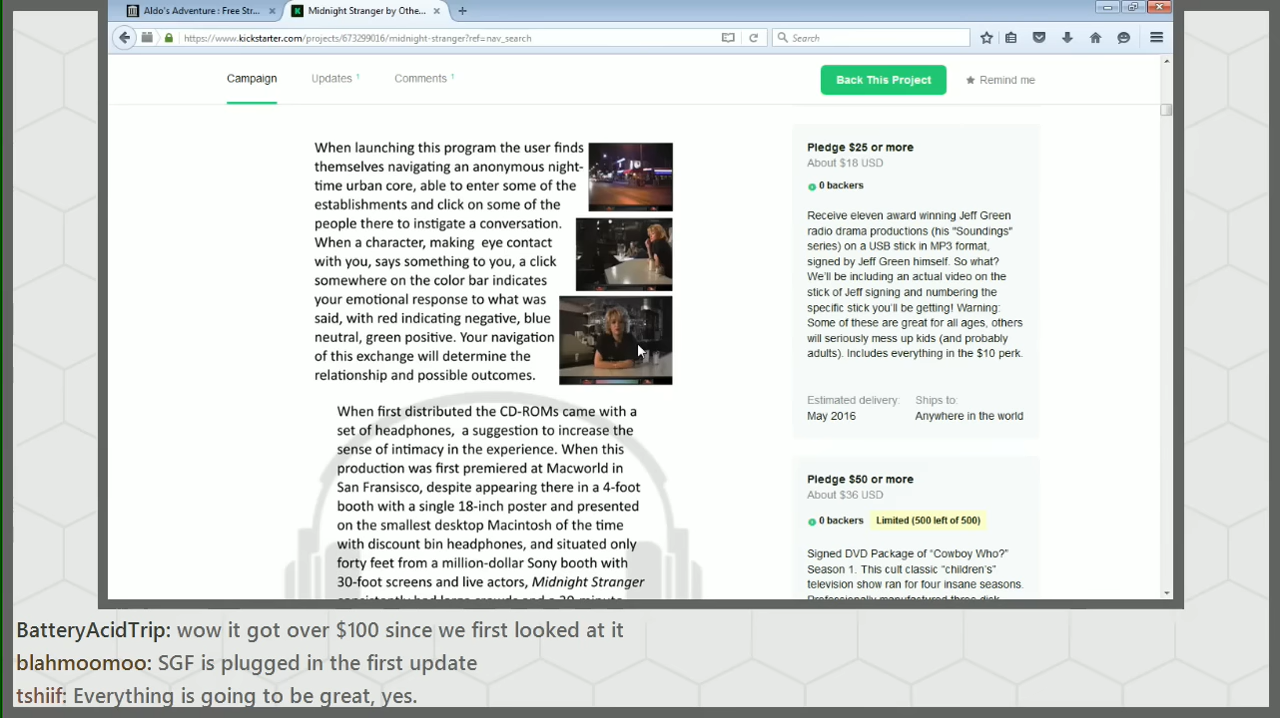 Aldo's Adventure : Free Str...
Midnight Stranger by Othe...
https://www.kickstarter.com/projects/673299016/midnight-stranger?ref=nav_search
Search
Campaign
Updates 1
Comments 1
Back This Project
Remind me
When launching this program the user finds
themselves navigating an anonymous night-
time urban core, able to enter some of the
establishments and click on some of the
people there to instigate a conversation.
When a character, making eye contact
with you, says something to you, a click
somewhere on the color bar indicates
your emotional response to what was
said, with red indicating negative, blue
neutral, green positive. Your navigation
of this exchange will determine the
relationship and possible outcomes.
When first distributed the CD-ROMs came with a
set of headphones, a suggestion to increase the
sense of intimacy in the experience. When this
production was first premiered at Macworld in
San Fransisco, despite appearing there in a 4-foot
booth with a single 18-inch poster and presented
on the smallest desktop Macintosh of the time
with discount bin headphones, and situated only
forty feet from a million-dollar Sony booth with
30-foot screens and live actors, Midnight Stranger
consistently had large crowds and a 20-minute
Pledge $25 or more
About $18 USD
0 backers
Receive eleven award winning Jeff Green
radio drama productions (his "Soundings"
series) on a USB stick in MP3 format,
signed by Jeff Green himself. So what?
We'll be including an actual video on the
stick of Jeff signing and numbering the
specific stick you'll be getting! Warning:
Some of these are great for all ages, others
will seriously mess up kids (and probably
adults). Includes everything in the $10 perk.
Estimated delivery:
May 2016
Ships to:
Anywhere in the world
Pledge $50 or more
About $36 USD
0 backers
Limited (500 left of 500)
Signed DVD Package of "Cowboy Who?"
Season 1. This cult classic "children's"
television show ran for four insane seasons.
Professionally manufactured three-disk
BatteryAcidTrip: wow it got over $100 since we first looked at it
blahmoomoo: SGF is plugged in the first update
tshiif: Everything is going to be great, yes.